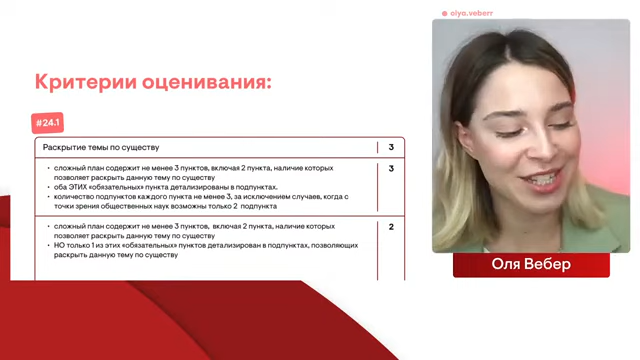 olya.veberr
Критерии оценивания:
#24.1
Раскрытие темы по существу 3
• сложный план содержит не менее 3 пунктов, включая 2 пункта, наличие которых 3
позволяет раскрыть данную тему по существу
• оба ЭТИХ «обязательных» пункта детализированы в подпунктах.
• количество подпунктов каждого пункта не менее 3, за исключением случаев, когда с
точки зрения общественных наук возможны только 2 подпункта
• сложный план содержит не менее 3 пунктов, включая 2 пункта, наличие которых 2
позволяет раскрыть данную тему по существу
• НО только 1 из этих «обязательных» пунктов детализирован в подпунктах, позволяющих
раскрыть данную тему по существу
Оля Вебер